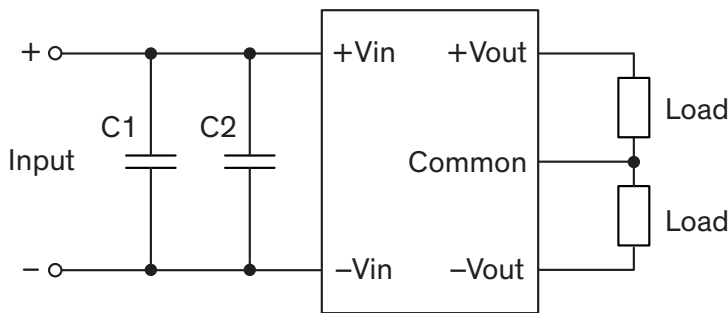 +
+Vin
+Vout
C1
C2
Load
Input
Common
Load
-
–Vin
–Vout